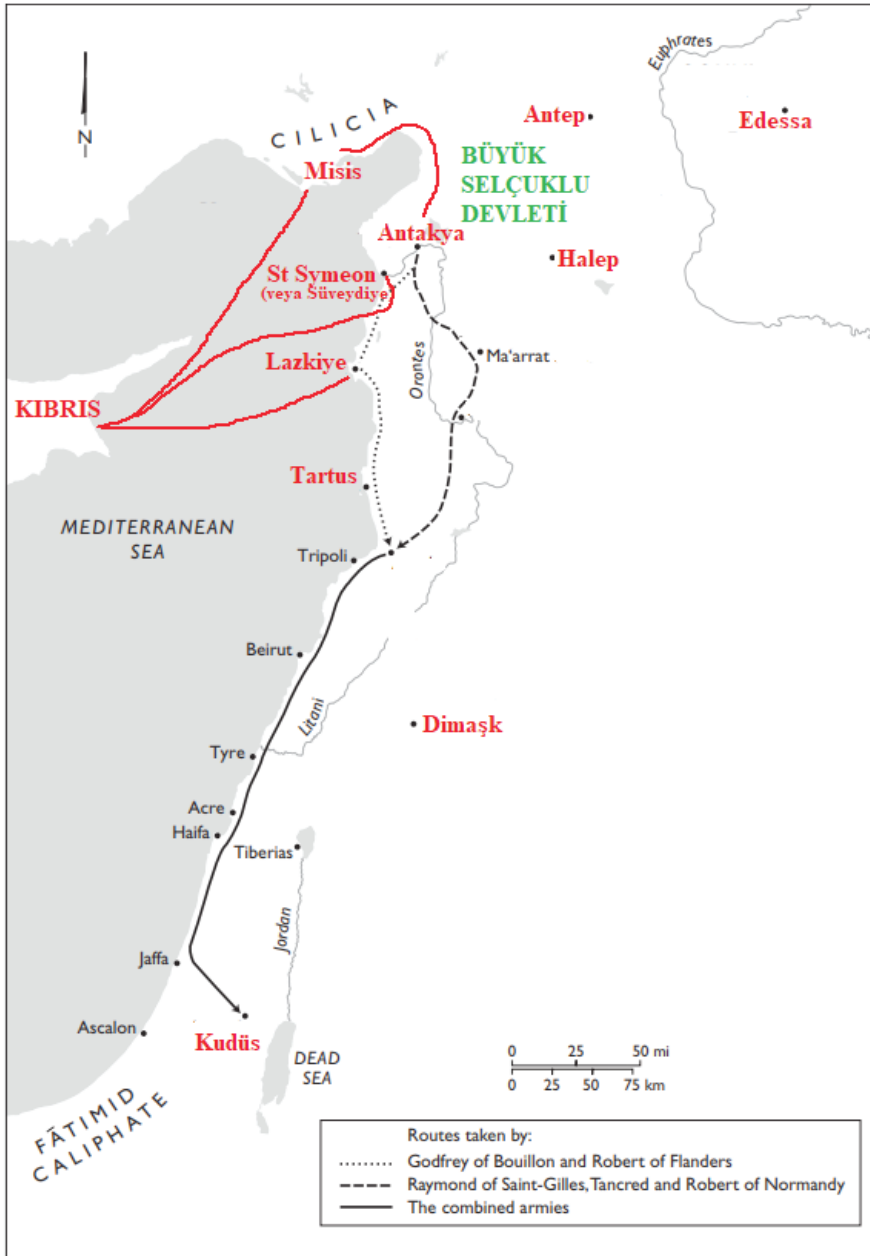 Euphrates
N
CILICIA
Antep
Edessa
BÜYÜK
SELÇUKLU
DEVLETİ
Misis
Antakya
Halep
St Symeon
(veya Süveydiye)
Orontes
Ma'arrat
Lazkiye
KIBRIS
Tartus
MEDITERRANEAN
SEA
Tripoli
Beirut
Litani
Dimaşk
Tyre
Acre
Haifa
Tiberias
Jordan
Jaffa
Ascalon
Kudüs
DEAD
SEA
FĀTIMID
CALIPHATE
0 25 50 mi
0 25 50 75 km
Routes taken by:
Godfrey of Bouillon and Robert of Flanders
Raymond of Saint-Gilles, Tancred and Robert of Normandy
The combined armies